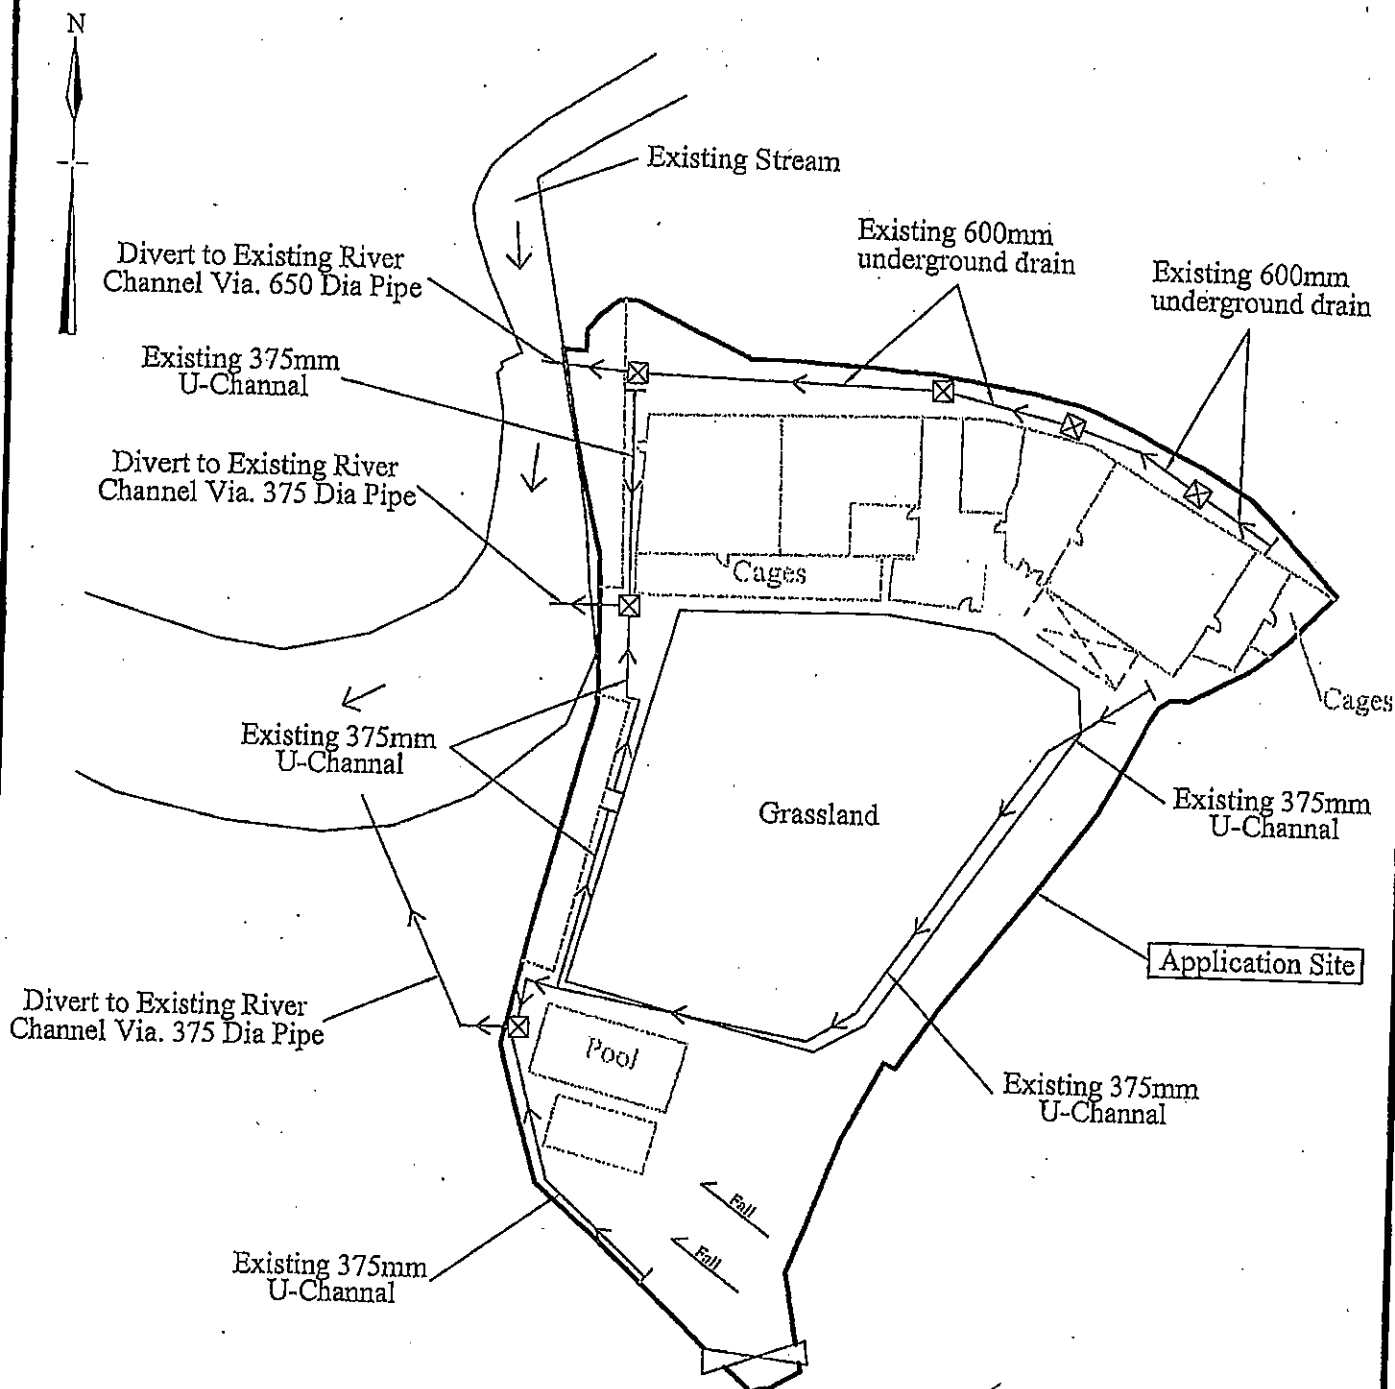 N
Existing Stream
Existing 600mm
underground drain
Existing 600mm
underground drain
Divert to Existing River
Channel Via. 650 Dia Pipe
Existing 375mm
U-Channal
Divert to Existing River
Channel Via. 375 Dia Pipe
Cages
Cages
Existing 375mm
U-Channal
Grassland
Existing 375mm
U-Channal
Application Site
Divert to Existing River
Channel Via. 375 Dia Pipe
Pool
Existing 375mm
U-Channal
Fall
Fall
Existing 375mm
U-Channal